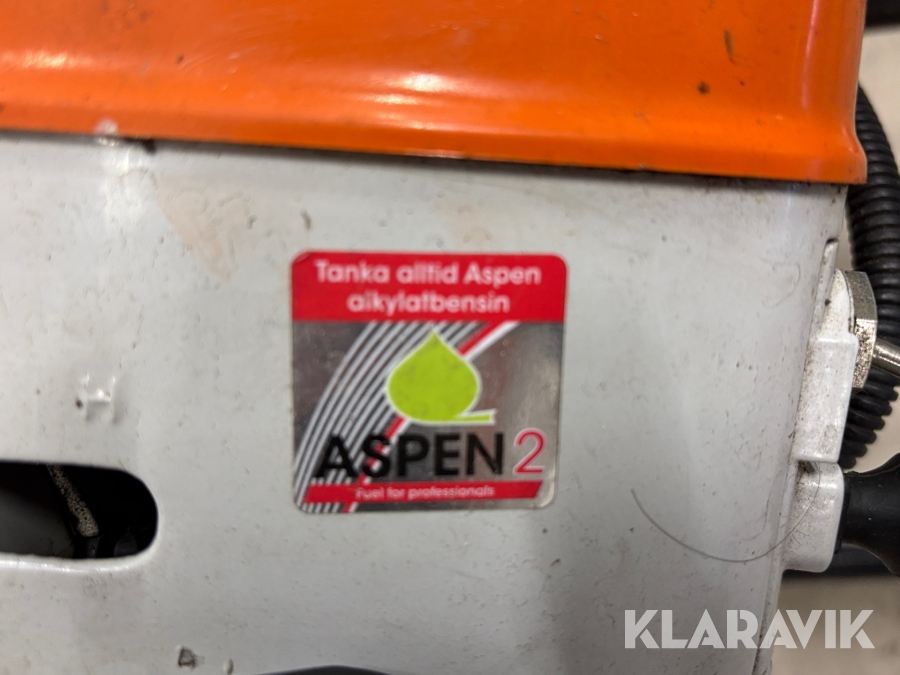 Tanka alltid Aspen
alkylatbensin
ASPEN 2
Fuel for professionals
H
KLARAVIK